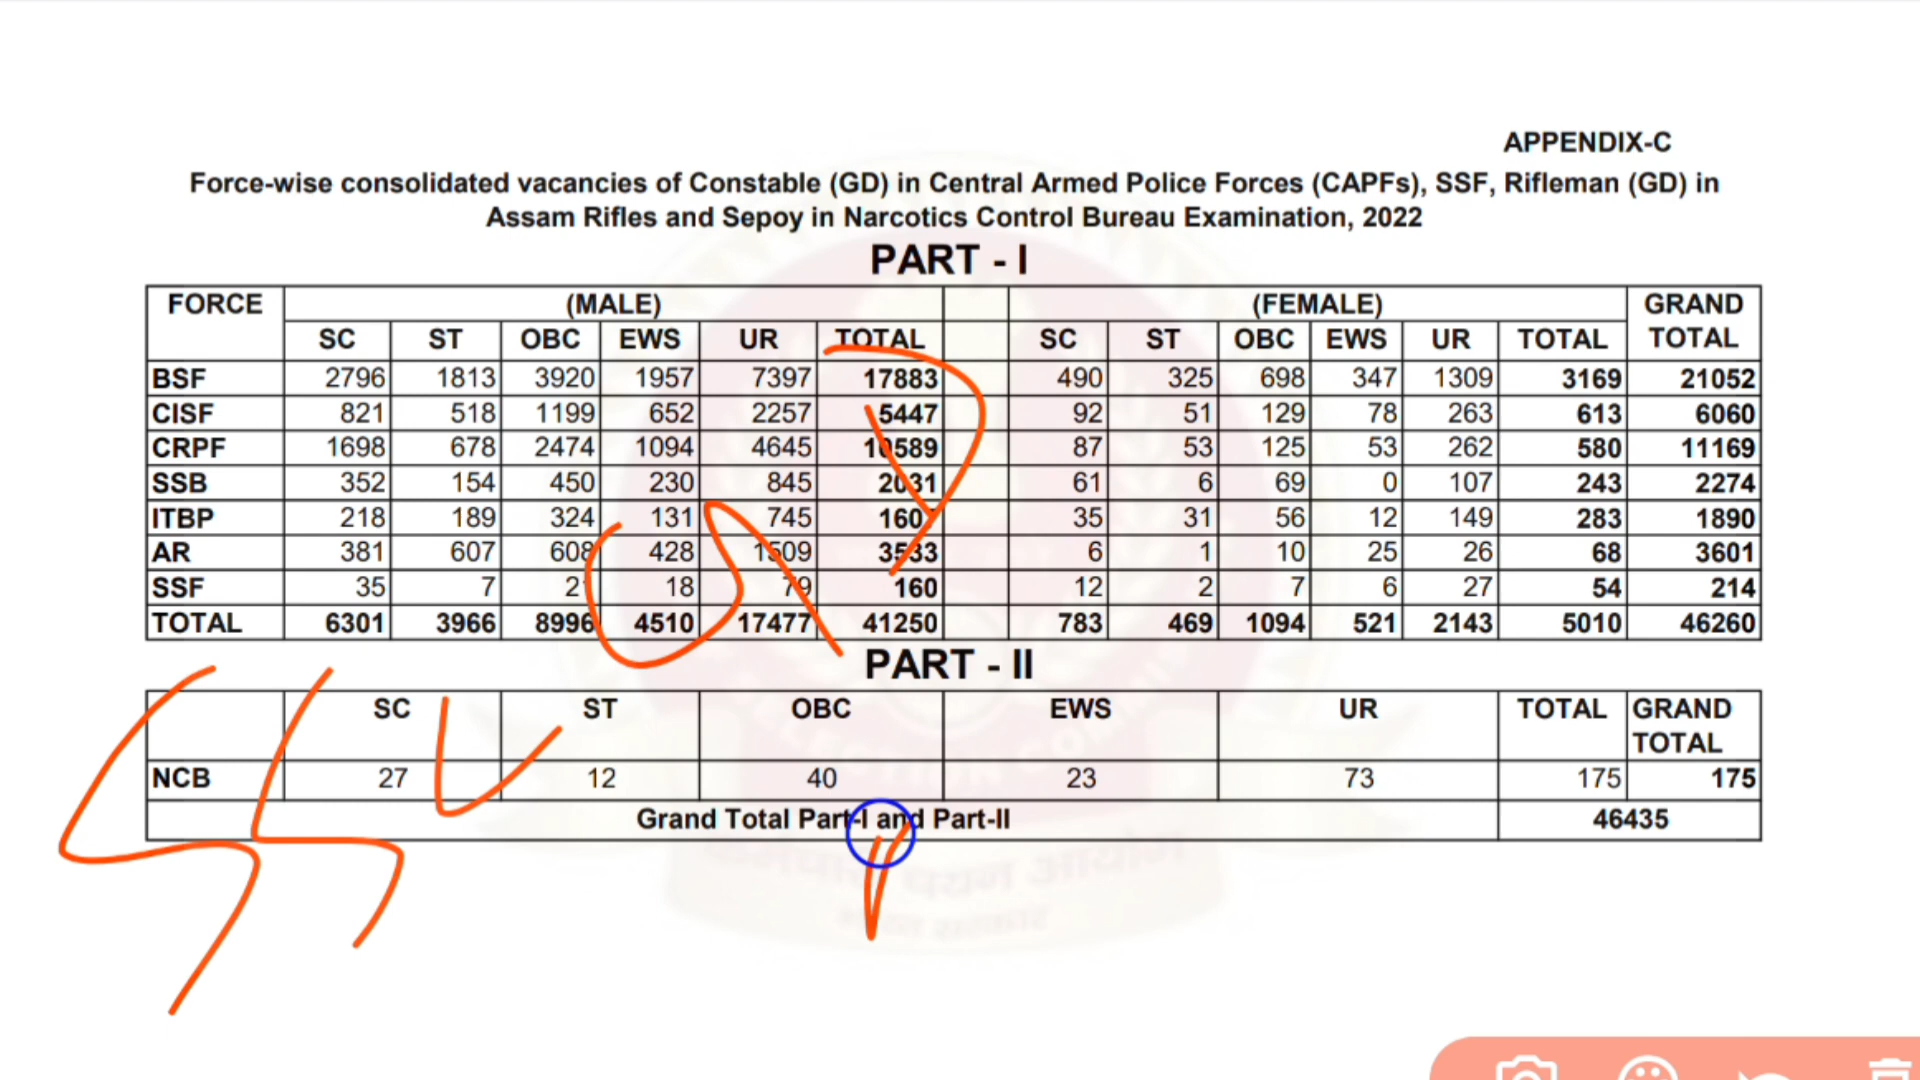 APPENDIX-C
Force-wise consolidated vacancies of Constable (GD) in Central Armed Police Forces (CAPFs), SSF, Rifleman (GD) in
Assam Rifles and Sepoy in Narcotics Control Bureau Examination, 2022
PART - I
FORCE (MALE) (FEMALE) GRAND TOTAL
SC ST OBC EWS UR TOTAL SC ST OBC EWS UR TOTAL
BSF 2796 1813 3920 1957 7397 17883 490 325 698 347 1309 3169 21052
CISF 821 518 1199 652 2257 5447 92 51 129 78 263 613 6060
CRPF 1698 678 2474 1094 4645 10589 87 53 125 53 262 580 11169
SSB 352 154 450 230 845 2031 61 6 69 0 107 243 2274
ITBP 218 189 324 131 745 1607 35 31 56 12 149 283 1890
AR 381 607 608 428 1509 3533 6 1 10 25 26 68 3601
SSF 35 7 21 18 79 160 12 2 7 6 27 54 214
TOTAL 6301 3966 8996 4510 17477 41250 783 469 1094 521 2143 5010 46260
PART - II
SC ST OBC EWS UR TOTAL GRAND
TOTAL
NCB 27 12 40 23 73 175 175
Grand Total Part-I and Part-II 46435